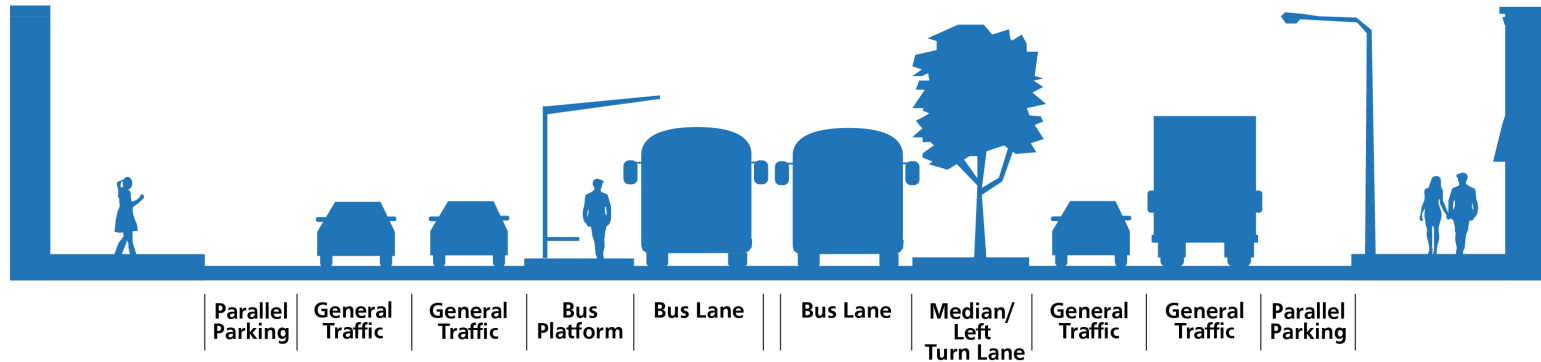 Parallel
Parking
General
Traffic
General
Traffic
Bus
Platform
Bus Lane
Bus Lane
Median/
Left
Turn Lane
General
Traffic
General
Traffic
Parallel
Parking